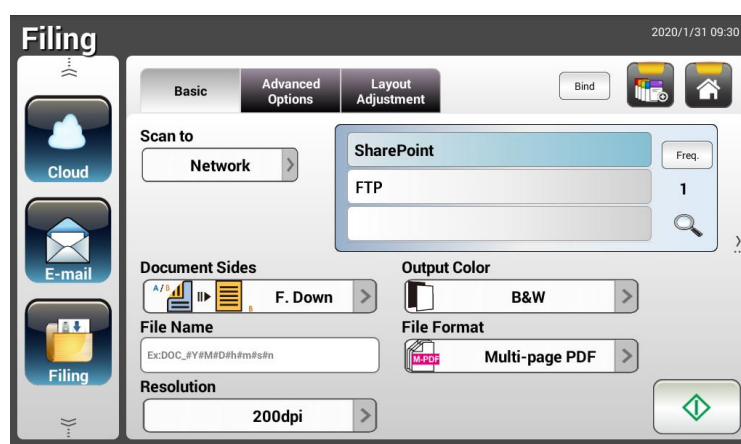 Filing
2020/1/31 09:30
Basic
Advanced Options
Layout Adjustment
Bind
Cloud
Scan to
Network
SharePoint
FTP
Freq.
1
E-mail
Document Sides
A/B
B
F. Down
Output Color
B&W
File Name
Ex:DOC_#Y#M#D#h#m#s#n
File Format
M-PDF
Multi-page PDF
Filing
Resolution
200dpi